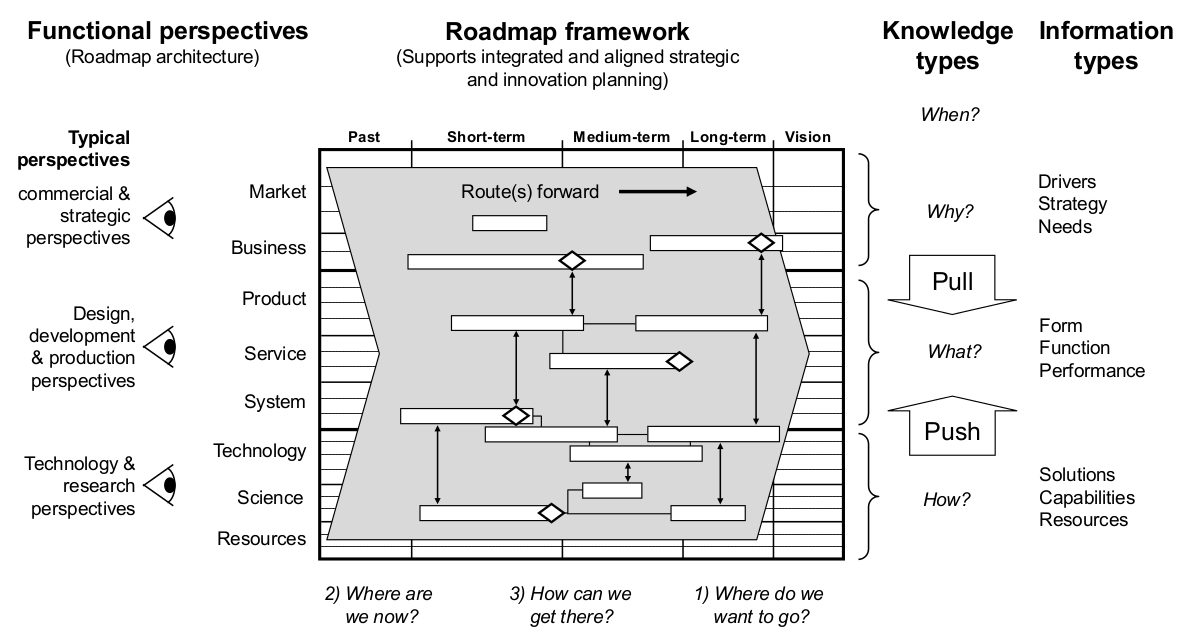 Functional perspectives
(Roadmap architecture)
Roadmap framework
(Supports integrated and aligned strategic
and innovation planning)
Knowledge
types
Information
types
When?
Typical
perspectives
Past
Short-term
Medium-term
Long-term
Vision
commercial &
strategic
perspectives
Market
Business
Route(s) forward
Why?
Drivers
Strategy
Needs
Pull
Design,
development
& production
perspectives
Product
Service
System
What?
Form
Function
Performance
Push
Technology &
research
perspectives
Technology
Science
Resources
How?
Solutions
Capabilities
Resources
2) Where are
we now?
3) How can we
get there?
1) Where do we
want to go?